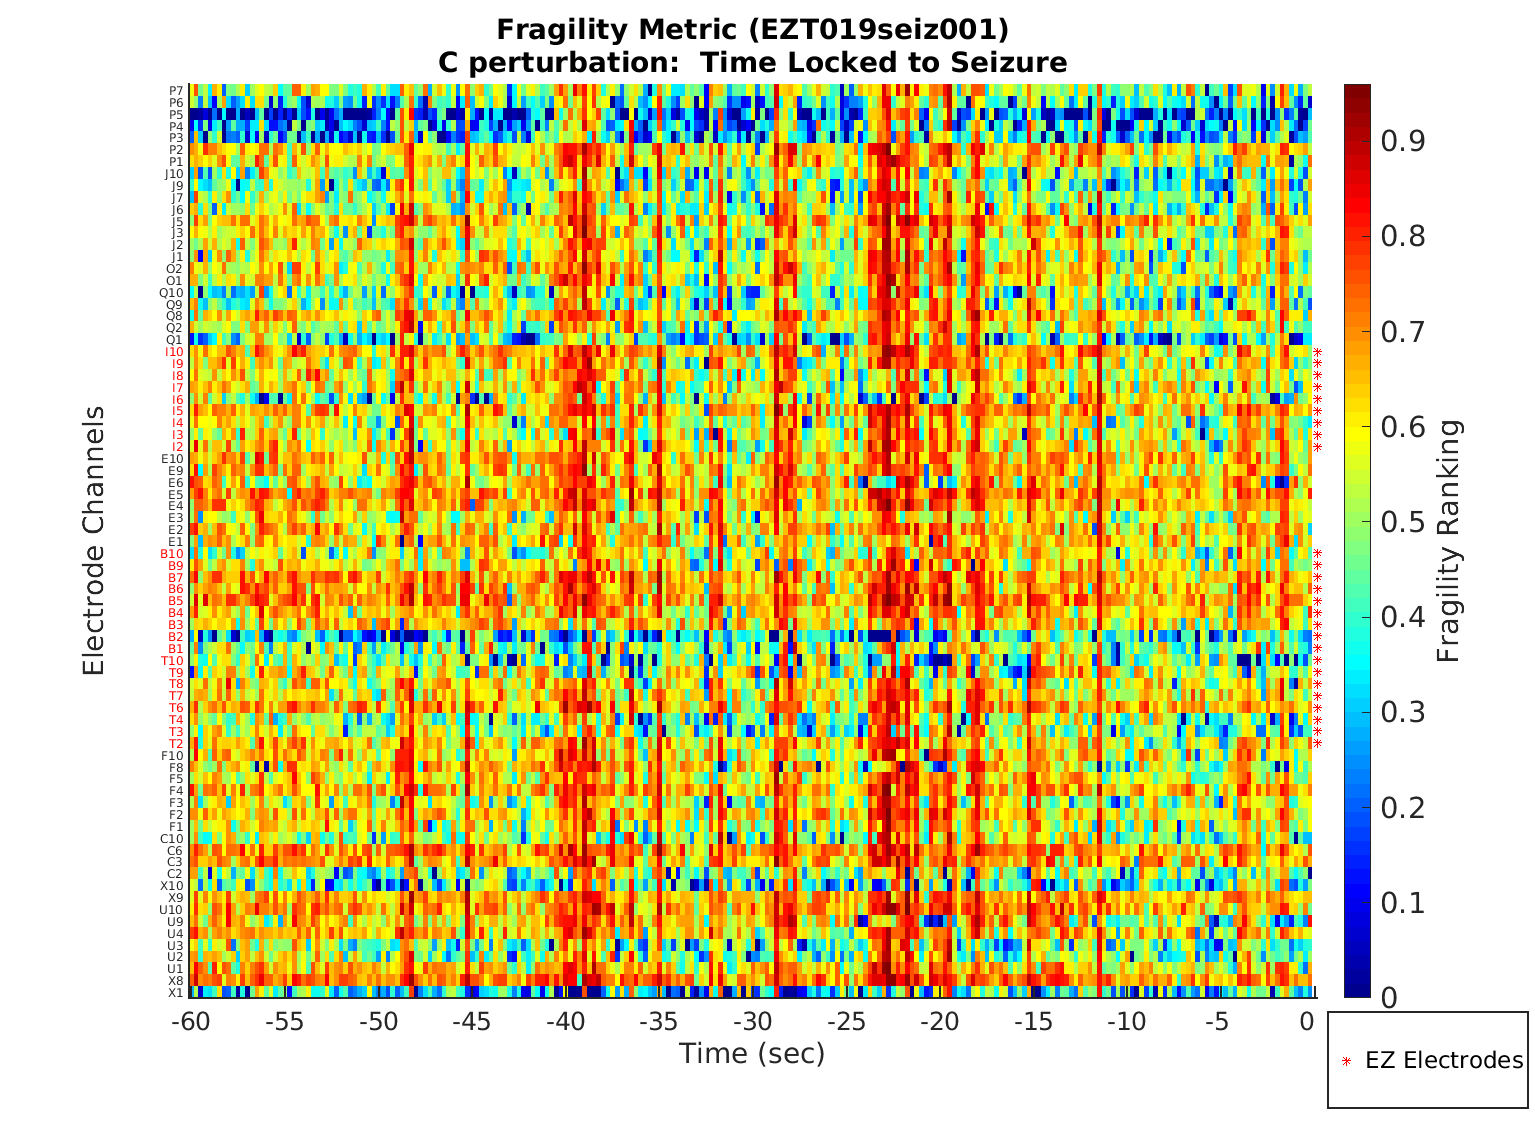 Fragility Metric (EZT019seiz001)
C perturbation:  Time Locked to Seizure
Electrode Channels
P7
P6
P5
P4
P3
P2
P1
J10
J9
J7
J6
J5
J3
J2
J1
O2
O1
Q10
Q9
Q8
Q2
Q1
I10
I9
I8
I7
I6
I5
I4
I3
I2
E10
E9
E6
E5
E4
E3
E2
E1
B10
B9
B7
B6
B5
B4
B3
B2
B1
T10
T9
T8
T7
T6
T4
T3
T2
F10
F8
F5
F4
F3
F2
F1
C10
C6
C3
C2
X10
X9
U10
U9
U4
U3
U2
U1
X8
X1
-60 -55 -50 -45 -40 -35 -30 -25 -20 -15 -10 -5 0
Time (sec)
0.9
0.8
0.7
0.6
0.5
0.4
0.3
0.2
0.1
0
Fragility Ranking
EZ Electrodes